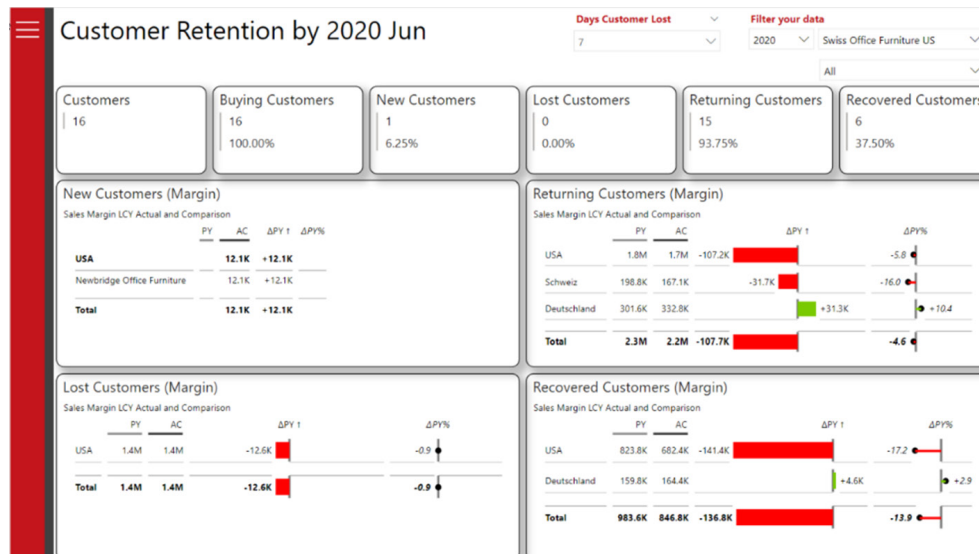 Customer Retention by 2020 Jun
Days Customer Lost
7
Filter your data
2020
Swiss Office Furniture US
All
Customers
16
Buying Customers
16
100.00%
New Customers
1
6.25%
Lost Customers
0
0.00%
Returning Customers
15
93.75%
Recovered Customers
6
37.50%
New Customers (Margin)
Sales Margin LCY Actual and Comparison
PY AC ΔPY ↑ ΔPY%
USA 12.1K +12.1K
Newbridge Office Furniture 12.1K +12.1K
Total 12.1K +12.1K
Returning Customers (Margin)
Sales Margin LCY Actual and Comparison
PY AC ΔPY ↑ ΔPY%
USA 1.8M 1.7M -107.2K -5.8
Schweiz 198.8K 167.1K -31.7K -16.0
Deutschland 301.6K 332.8K +31.3K +10.4
Total 2.3M 2.2M -107.7K -4.6
Lost Customers (Margin)
Sales Margin LCY Actual and Comparison
PY AC ΔPY ↑ ΔPY%
USA 1.4M 1.4M -12.6K -0.9
Total 1.4M 1.4M -12.6K -0.9
Recovered Customers (Margin)
Sales Margin LCY Actual and Comparison
PY AC ΔPY ↑ ΔPY%
USA 823.8K 682.4K -141.4K -17.2
Deutschland 159.8K 164.4K +4.6K +2.9
Total 983.6K 846.8K -136.8K -13.9